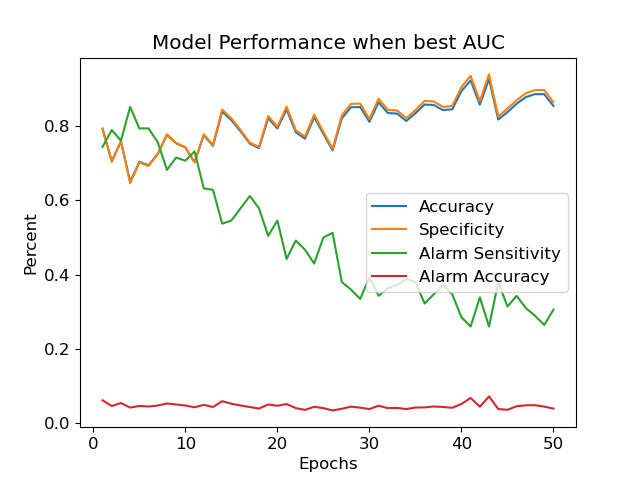 Model Performance when best AUC
Percent
0.8
0.6
0.4
0.2
0.0
Accuracy
Specificity
Alarm Sensitivity
Alarm Accuracy
0 10 20 30 40 50
Epochs